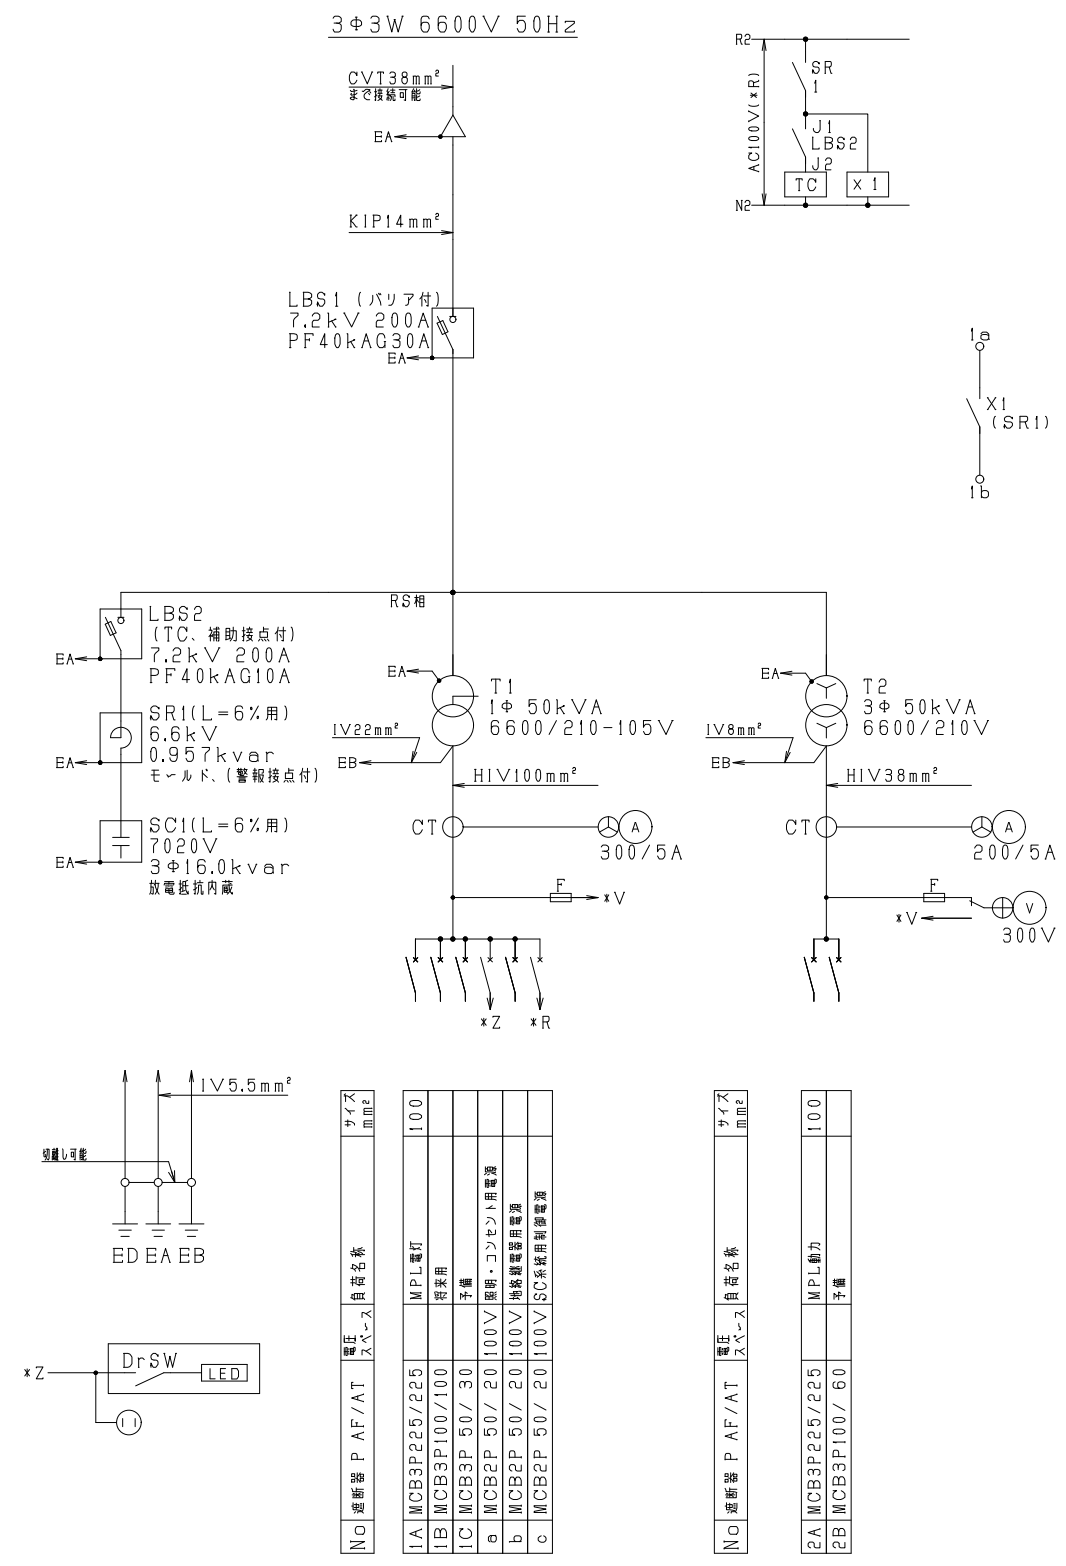 3Φ3W 6600V 50Hz
CVT38mm²
まで接続可能
EA
KIP14mm²
LBS1 (バリア付)
7.2kV 200A
PF40kAG30A
EA
R2
SR
1
AC100V(*R)
J1
LBS2
J2
TC
X1
N2
1a
X1
(SR1)
1b
RS相
LBS2
(TC、補助接点付)
7.2kV 200A
PF40kAG10A
EA
SR1(L=6%用)
6.6kV
0.957kvar
モールド、(警報接点付)
EA
SC1(L=6%用)
7020V
3Φ16.0kvar
放電抵抗内蔵
EA
EA
T1
1Φ 50kVA
6600/210-105V
IV22mm²
EB
HIV100mm²
CT
A
300/5A
F
*V
*Z
*R
EA
T2
3Φ 50kVA
6600/210V
IV8mm²
EB
HIV38mm²
CT
A
200/5A
F
*V
V
300V
IV5.5mm²
切離し可能
ED EA EB
*Z
DrSW
LED
No 遮断器 P AF/AT 電圧 スペース 負荷名称 サイズ mm²
1A MCB3P225/225 MPL電灯 100
1B MCB3P100/100 将来用
1C MCB3P 50/ 30 予備
a MCB2P 50/ 20 100V 照明・コンセント用電源
b MCB2P 50/ 20 100V 地絡継電器用電源
c MCB2P 50/ 20 100V SC系統用制御電源
No 遮断器 P AF/AT 電圧 スペース 負荷名称 サイズ mm²
2A MCB3P225/225 MPL動力 100
2B MCB3P100/ 60 予備